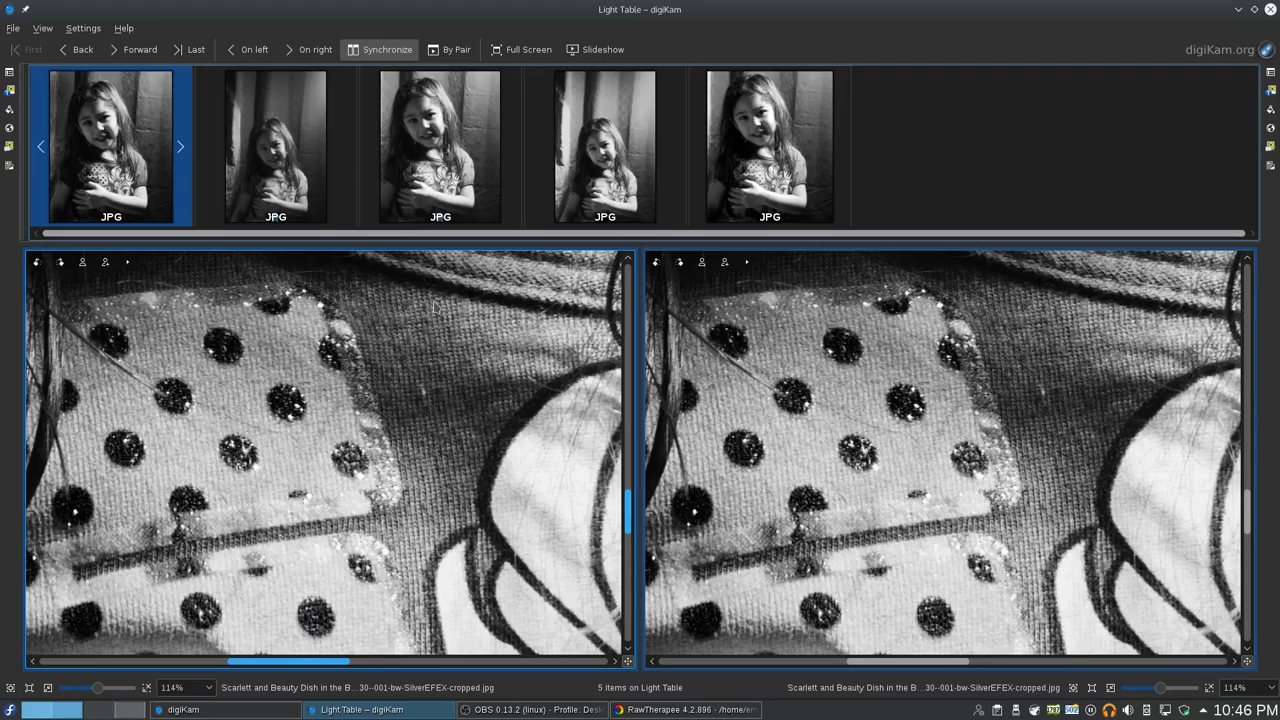 Light Table – digiKam
File View Settings Help
First Back Forward Last On left On right Synchronize By Pair Full Screen Slideshow digiKam.org
JPG JPG JPG JPG JPG
114% Scarlett and Beauty Dish in the B...30--001-bw-SilverEFEX-cropped.jpg 5 items on Light Table Scarlett and Beauty Dish in the B...30--001-bw-SilverEFEX-cropped.jpg 114%
digiKam Light Table – digiKam OBS 0.13.2 (linux) - Profile: Desk RawTherapee 4.2.896 - /home/er 10:46 PM